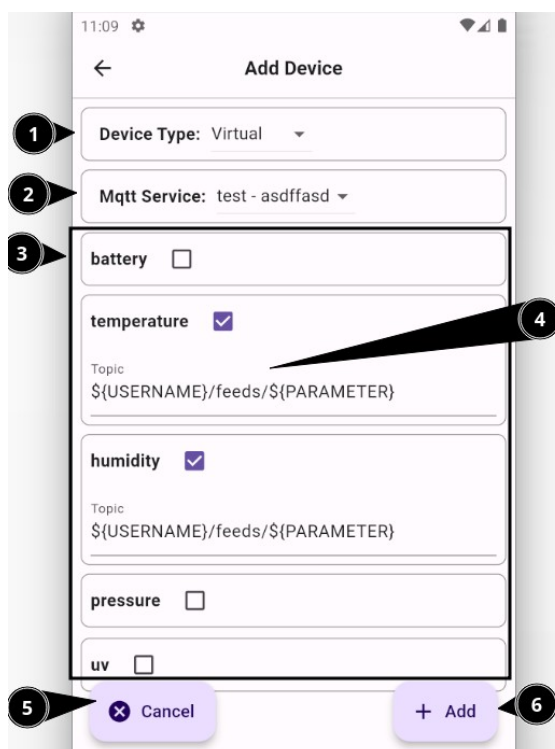 11:09
Add Device
1
Device Type: Virtual
2
Mqtt Service: test - asdffasd
3
battery
temperature
4
Topic
${USERNAME}/feeds/${PARAMETER}
humidity
Topic
${USERNAME}/feeds/${PARAMETER}
pressure
uv
5
Cancel
+ Add
6